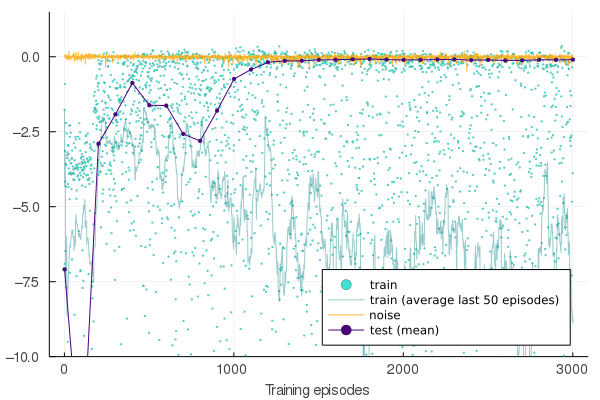 0.0
−2.5
−5.0
−7.5
−10.0
0
1000
2000
3000
Training episodes
train
train (average last 50 episodes)
noise
test (mean)